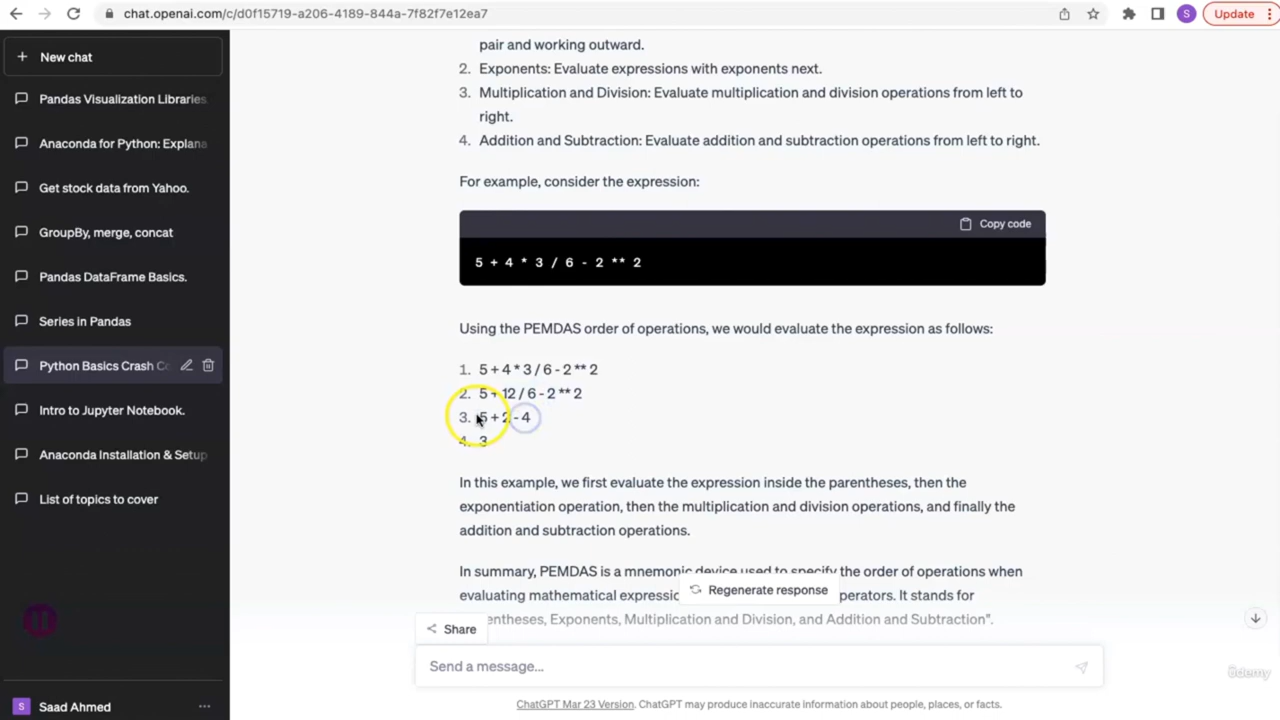 chat.openai.com/c/d0f15719-a206-4189-844a-7f82f7e12ea7
S
Update
New chat
Pandas Visualization Libraries
Anaconda for Python: Explana
Get stock data from Yahoo.
GroupBy, merge, concat
Pandas DataFrame Basics.
Series in Pandas
Python Basics Crash Co
Intro to Jupyter Notebook.
Anaconda Installation & Setup
List of topics to cover
S Saad Ahmed
pair and working outward.
2. Exponents: Evaluate expressions with exponents next.
3. Multiplication and Division: Evaluate multiplication and division operations from left to
right.
4. Addition and Subtraction: Evaluate addition and subtraction operations from left to right.
For example, consider the expression:
Copy code
5 + 4 * 3 / 6 - 2 ** 2
Using the PEMDAS order of operations, we would evaluate the expression as follows:
1. 5 + 4 * 3 / 6 - 2 ** 2
2. 5 + 12 / 6 - 2 ** 2
3. 5 + 2 - 4
4. 3
In this example, we first evaluate the expression inside the parentheses, then the
exponentiation operation, then the multiplication and division operations, and finally the
addition and subtraction operations.
In summary, PEMDAS is a mnemonic device used to specify the order of operations when
evaluating mathematical expressio perators. It stands for
entheses, Exponents, Multiplication and Division, and Addition and Subtraction".
Regenerate response
Share
Send a message...
ChatGPT Mar 23 Version. ChatGPT may produce inaccurate information about people, places, or facts.
ûdemy